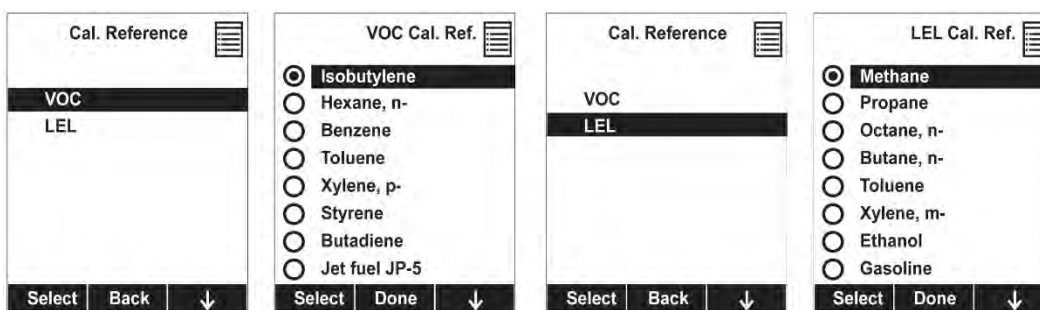 Cal. Reference
VOC
LEL
Select Back ↓
VOC Cal. Ref.
Isobutylene
Hexane, n-
Benzene
Toluene
Xylene, p-
Styrene
Butadiene
Jet fuel JP-5
Select Done ↓
Cal. Reference
VOC
LEL
Select Back ↓
LEL Cal. Ref.
Methane
Propane
Octane, n-
Butane, n-
Toluene
Xylene, m-
Ethanol
Gasoline
Select Done ↓